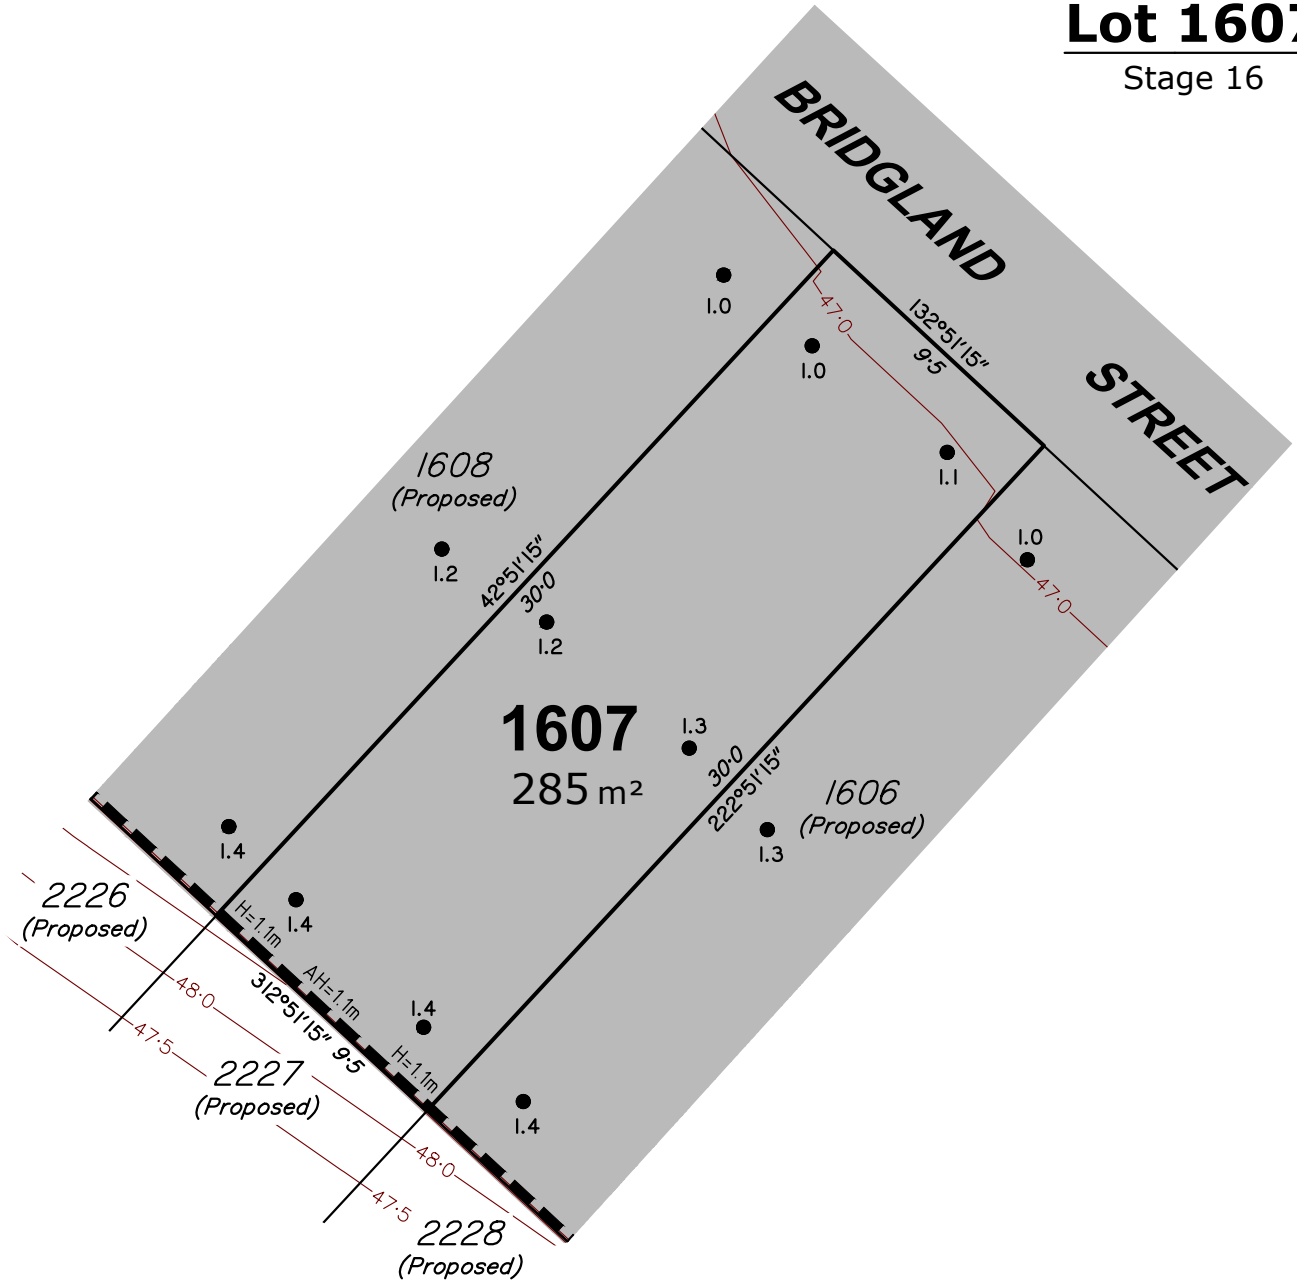 Lot 1607
Stage 16
BRIDGLAND
STREET
132°51'15"
9·5
47·0
1.0
1.0
1.1
1.0
47·0
1608
(Proposed)
1.2
42°51'15"
30·0
1.2
1607
285 m²
1.3
30·0
222°51'15"
1606
(Proposed)
1.3
1.4
1.4
2226
(Proposed)
H=1.1m
AH=1.1m
H=1.1m
312°51'15" 9·5
1.4
1.4
48·0
47·5
2227
(Proposed)
48·0
47·5
2228
(Proposed)